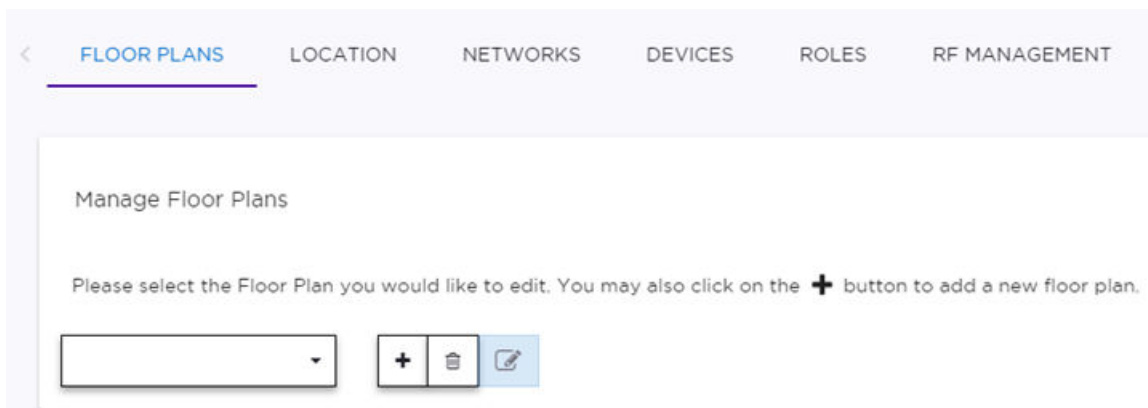 FLOOR PLANS LOCATION NETWORKS DEVICES ROLES RF MANAGEMENT
Manage Floor Plans
Please select the Floor Plan you would like to edit. You may also click on the + button to add a new floor plan.